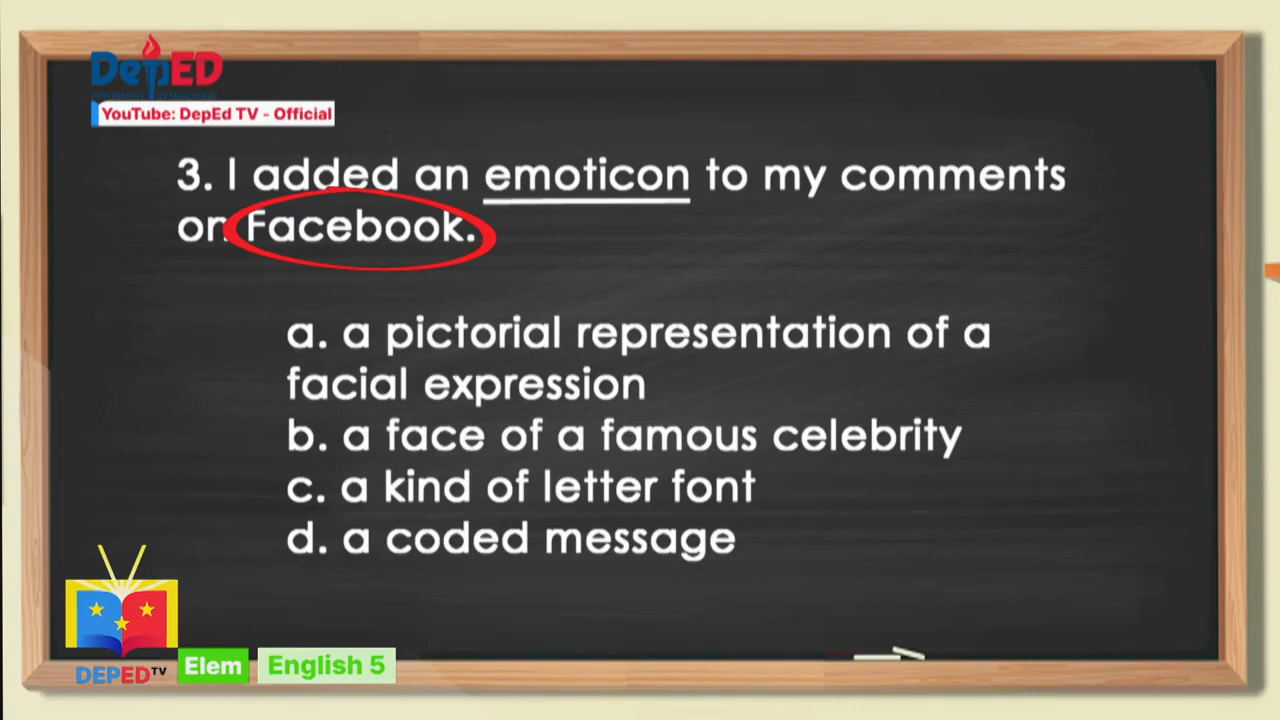 DepED
YouTube: DepEd TV - Official
3. I added an emoticon to my comments
on Facebook.
a. a pictorial representation of a
facial expression
b. a face of a famous celebrity
c. a kind of letter font
d. a coded message
DEPED TV
Elem
English 5